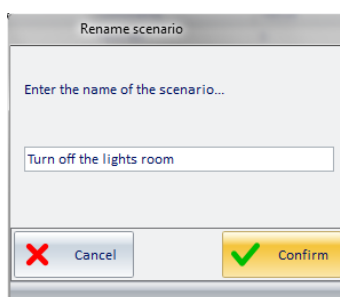 Rename scenario
Enter the name of the scenario...
Turn off the lights room
Cancel
Confirm